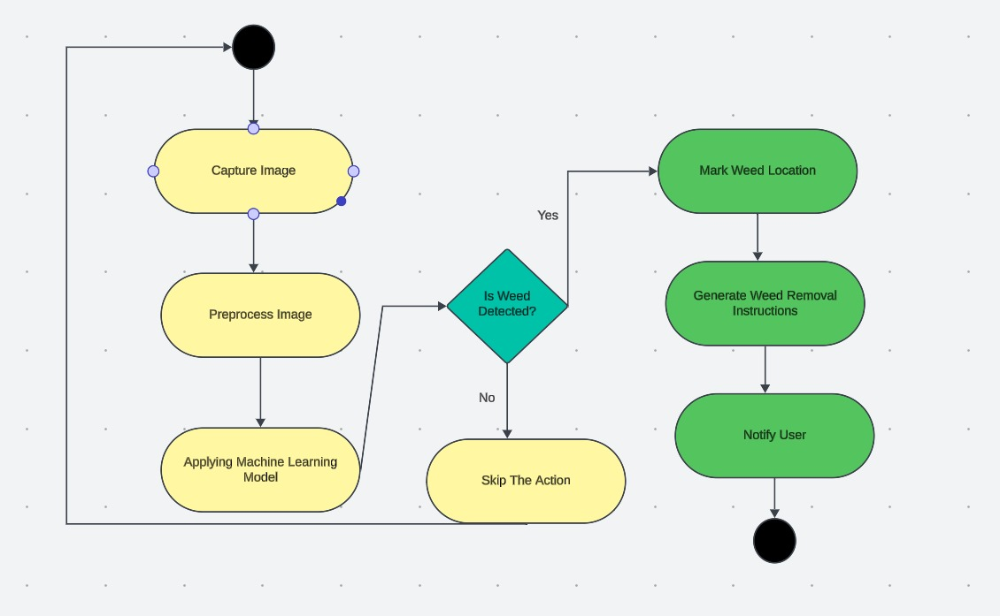 Capture Image
Preprocess Image
Applying Machine Learning
Model
Is Weed
Detected?
Yes
No
Skip The Action
Mark Weed Location
Generate Weed Removal
Instructions
Notify User